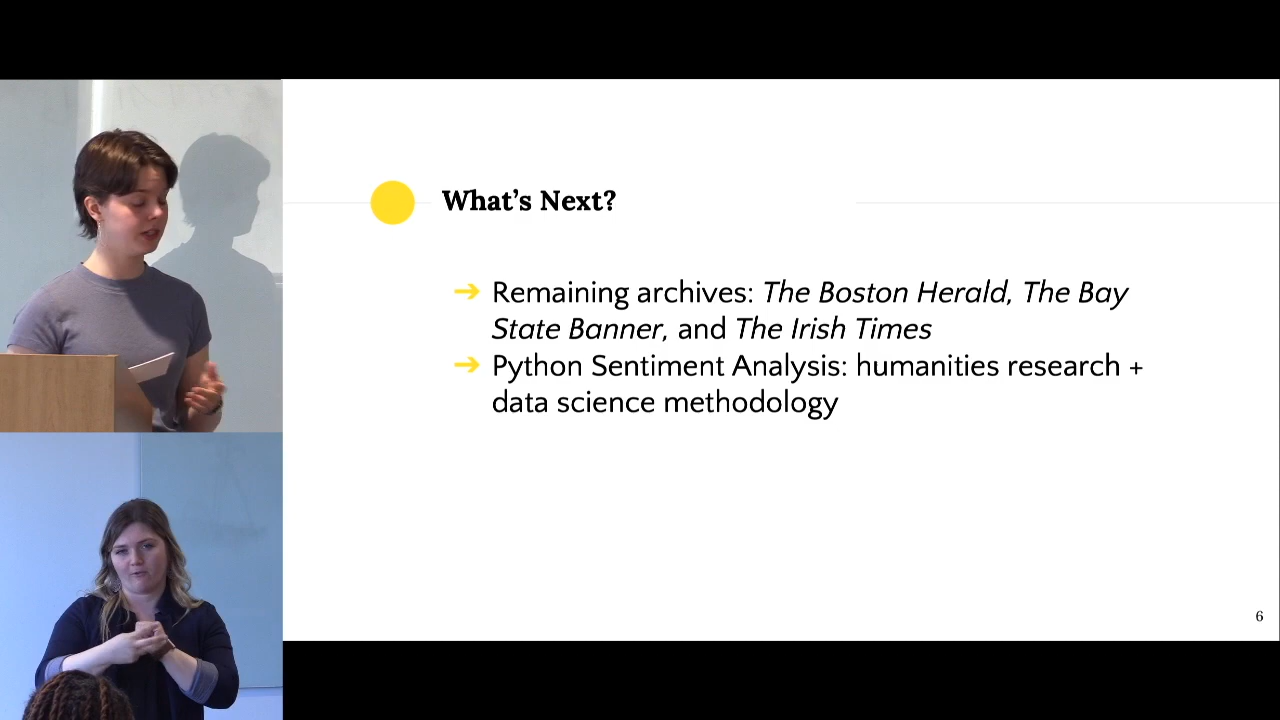 What's Next?
➔ Remaining archives: The Boston Herald, The Bay
State Banner, and The Irish Times
➔ Python Sentiment Analysis: humanities research +
data science methodology
6